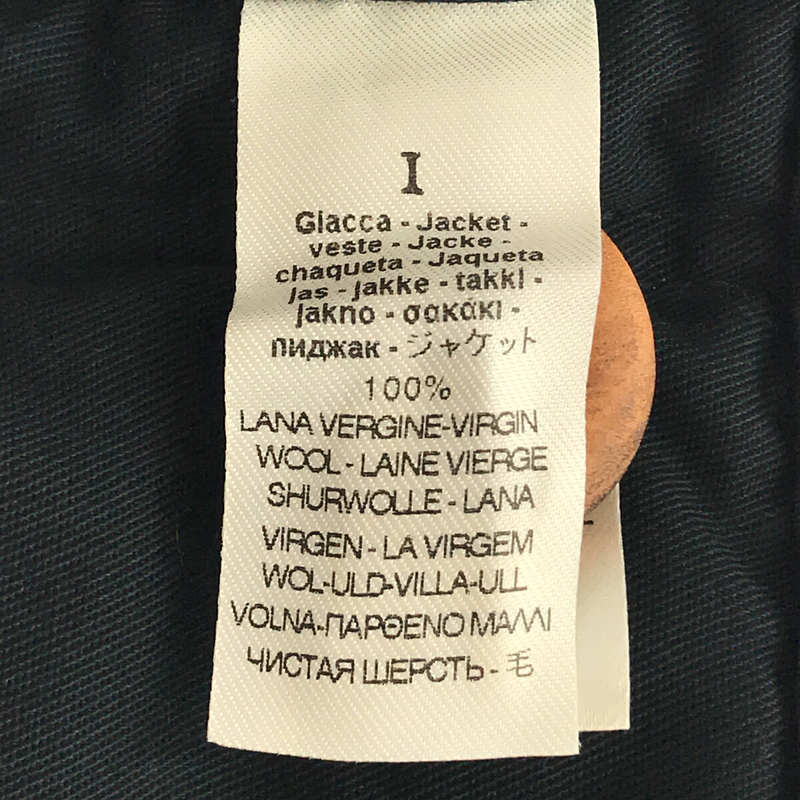 I
Giacca - Jacket -
veste - Jacke -
chaqueta - Jaqueta
jas - jakke - takki -
jakno - σακάκι -
пиджак - ジャケット
100%
LANA VERGINE-VIRGIN
WOOL - LAINE VIERGE
SHURWOLLE - LANA
VIRGEN - LA VIRGEM
WOL-ULD-VILLA-ULL
VOLNA-ΠΑΡΘΕΝΟ ΜΑΛΛΙ
ЧИСТАЯ ШЕРСТЬ - 毛